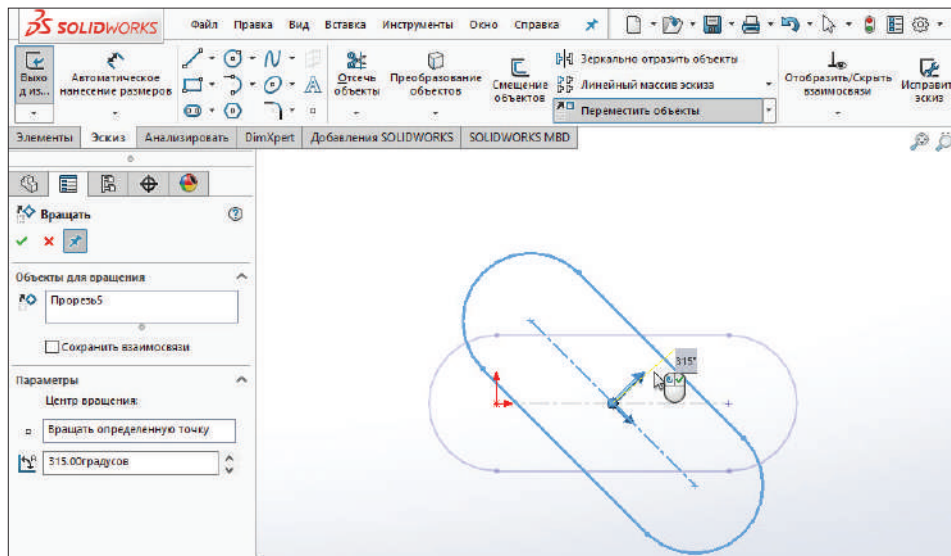 SOLIDWORKS Файл Правка Вид Вставка Инструменты Окно Справка
Выхо
д из...
Автоматическое
нанесение размеров
Отсечь
объекты
Преобразование
объектов
Смещение
объектов
Зеркально отразить объекты
Линейный массив эскиза
Переместить объекты
Отобразить/Скрыть
взаимосвязи
Исправит
эскиз
Элементы Эскиз Анализировать DimXpert Добавления SOLIDWORKS SOLIDWORKS MBD
Вращать
Объекты для вращения
Прорезь5
Сохранить взаимосвязи
Параметры
Центр вращения:
Вращать определенную точку
315.00градусов
315°